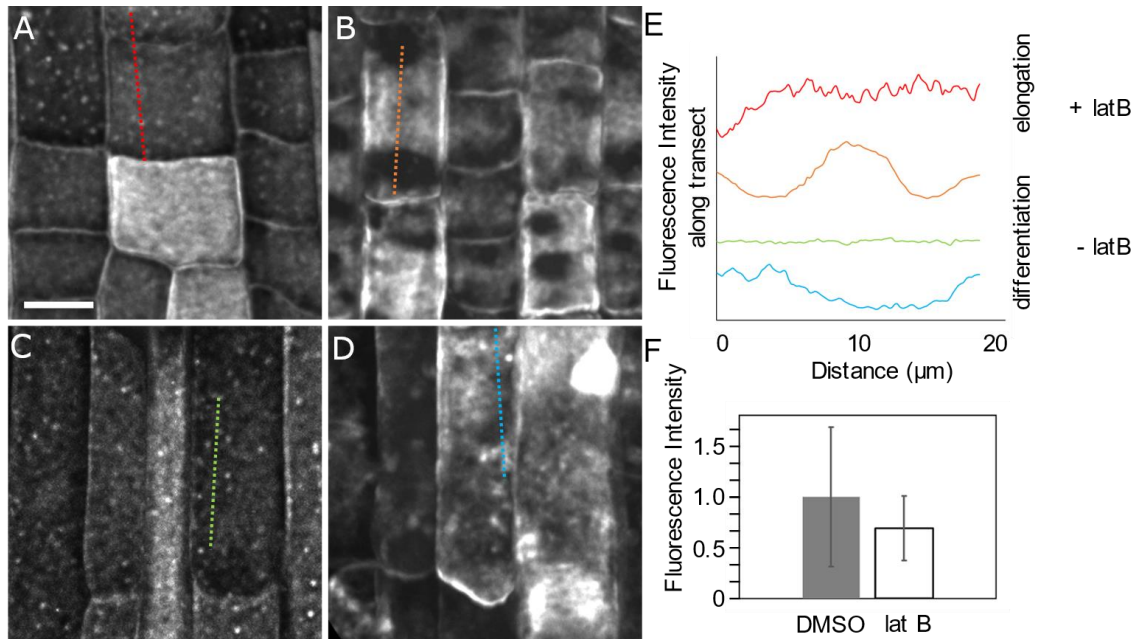 A
B
C
D
E
Fluorescence Intensity
along transect
0
10
20
Distance (µm)
elongation
differentiation
+ latB
- latB
F
Fluorescence Intensity
1.5
1.0
0.5
0
DMSO
lat B